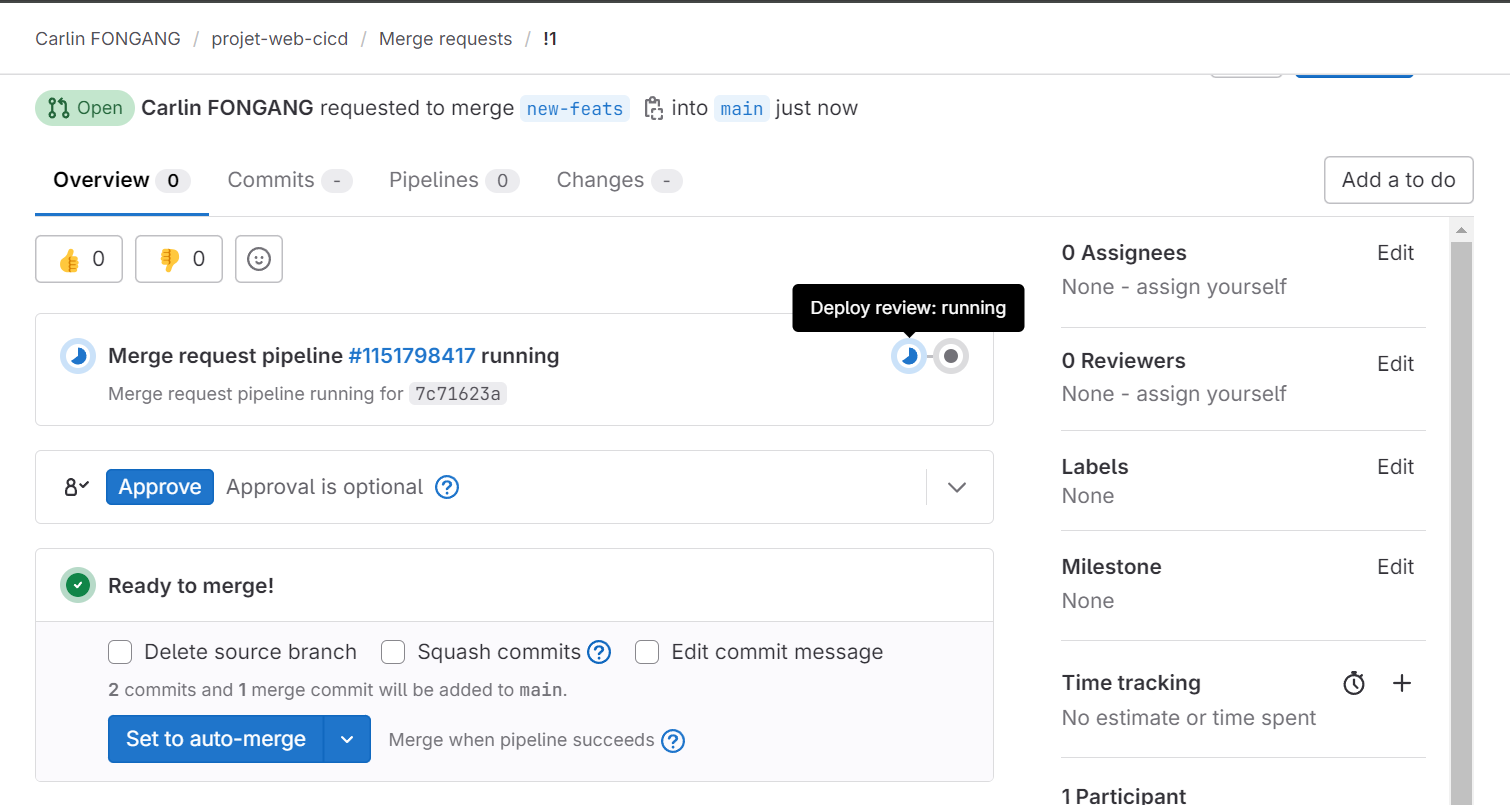 Carlin FONGANG / projet-web-cicd / Merge requests / !1
Open Carlin FONGANG requested to merge new-feats into main just now
Overview 0 Commits - Pipelines 0 Changes - Add a to do
👍 0 👎 0
Deploy review: running
Merge request pipeline #1151798417 running
Merge request pipeline running for 7c71623a
Approve Approval is optional ?
Ready to merge!
Delete source branch Squash commits ? Edit commit message
2 commits and 1 merge commit will be added to main.
Set to auto-merge Merge when pipeline succeeds ?
0 Assignees Edit
None - assign yourself
0 Reviewers Edit
None - assign yourself
Labels Edit
None
Milestone Edit
None
Time tracking +
No estimate or time spent
1 Participant